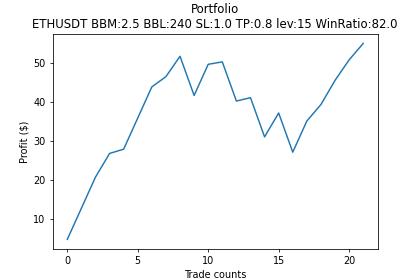 Portfolio
ETHUSDT BBM:2.5 BBL:240 SL:1.0 TP:0.8 lev:15 WinRatio:82.0
50
40
30
20
10
Profit ($)
0 5 10 15 20
Trade counts